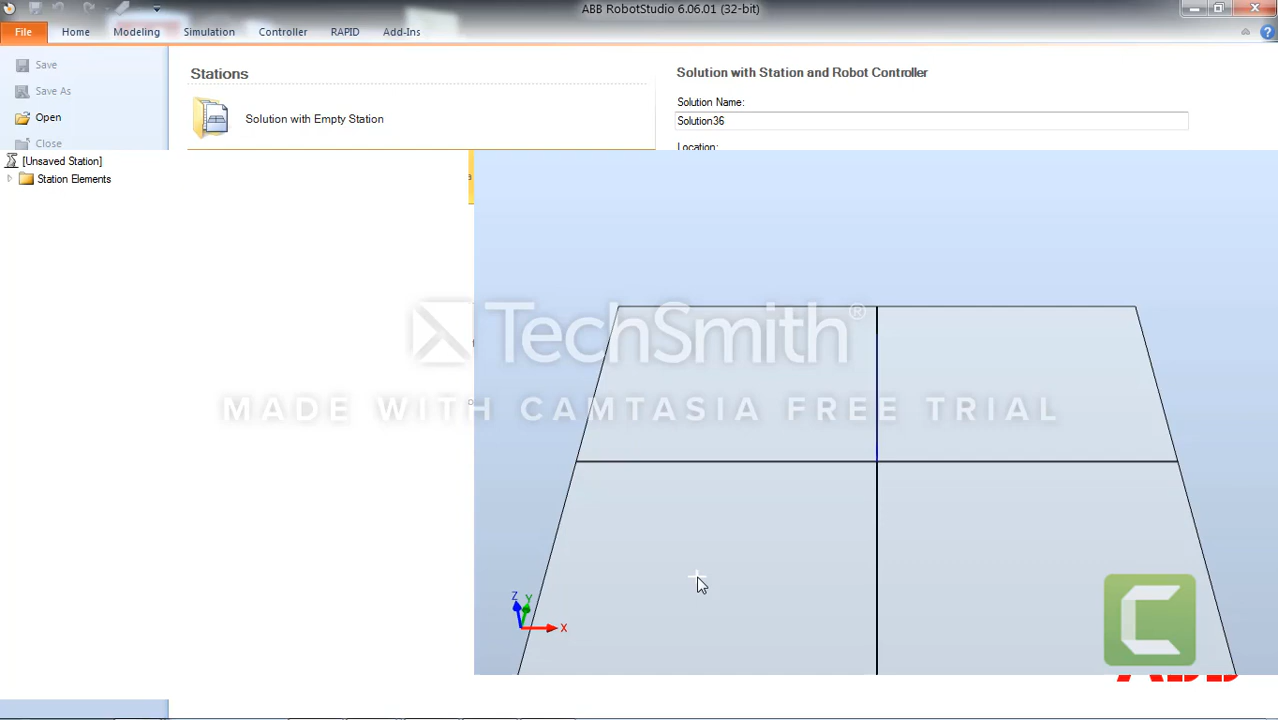 ABB RobotStudio 6.06.01 (32-bit)
File Home Modeling Simulation Controller RAPID Add-Ins
Save
Save As
Open
Close
Stations
Solution with Empty Station
Solution with Station and Robot Controller
Solution Name:
Solution36
Location:
[Unsaved Station]
Station Elements
TechSmith®
MADE WITH CAMTASIA FREE TRIAL
Z Y X
C